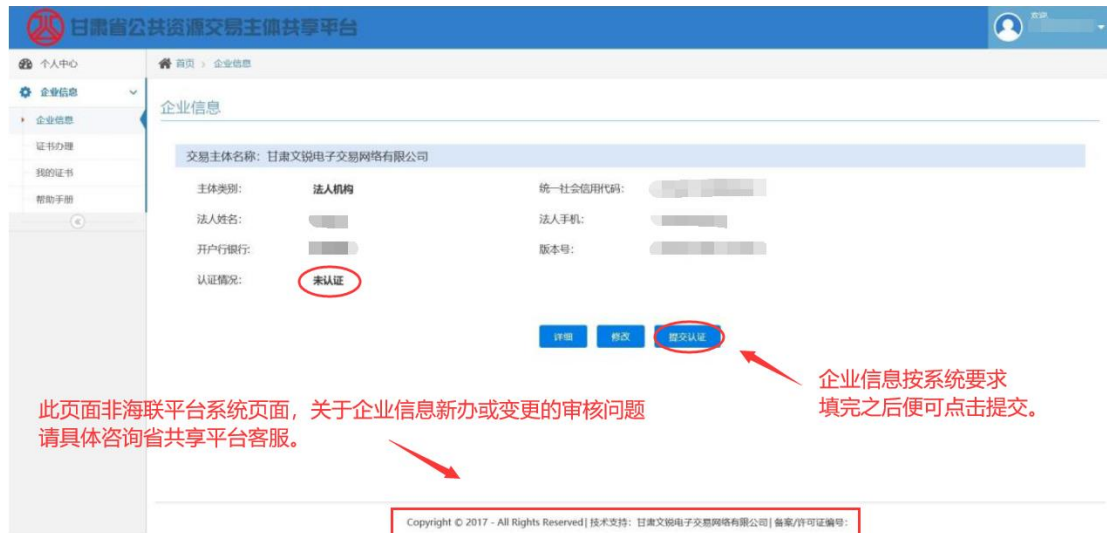 甘肃省公共资源交易主体共享平台
欢迎,
个人中心
首页 > 企业信息
企业信息
企业信息
企业信息
证书办理
我的证书
帮助手册
交易主体名称：甘肃文锐电子交易网络有限公司
主体类别： 法人机构 统一社会信用代码：
法人姓名： 法人手机：
开户行银行： 版本号：
认证情况： 未认证
详细 修改 提交认证
企业信息按系统要求
填完之后便可点击提交。
此页面非海联平台系统页面，关于企业信息新办或变更的审核问题
请具体咨询省共享平台客服。
Copyright © 2017 - All Rights Reserved | 技术支持：甘肃文锐电子交易网络有限公司 | 备案/许可证编号：